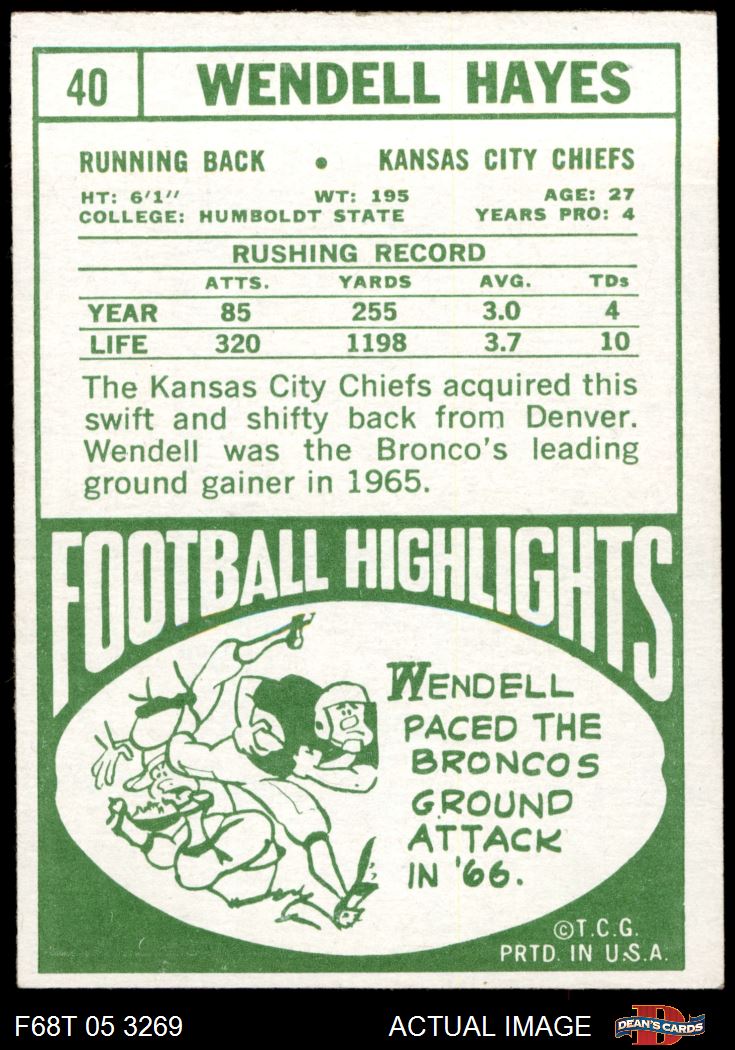 40 WENDELL HAYES
RUNNING BACK • KANSAS CITY CHIEFS
HT: 6'1" WT: 195 AGE: 27
COLLEGE: HUMBOLDT STATE YEARS PRO: 4
RUSHING RECORD
ATTS. YARDS AVG. TDs
YEAR 85 255 3.0 4
LIFE 320 1198 3.7 10
The Kansas City Chiefs acquired this
swift and shifty back from Denver.
Wendell was the Bronco's leading
ground gainer in 1965.
FOOTBALL HIGHLIGHTS
WENDELL
PACED THE
BRONCOS
GROUND
ATTACK
IN '66.
©T.C.G.
PRTD. IN U.S.A.
F68T 05 3269 ACTUAL IMAGE DEAN'S CARDS